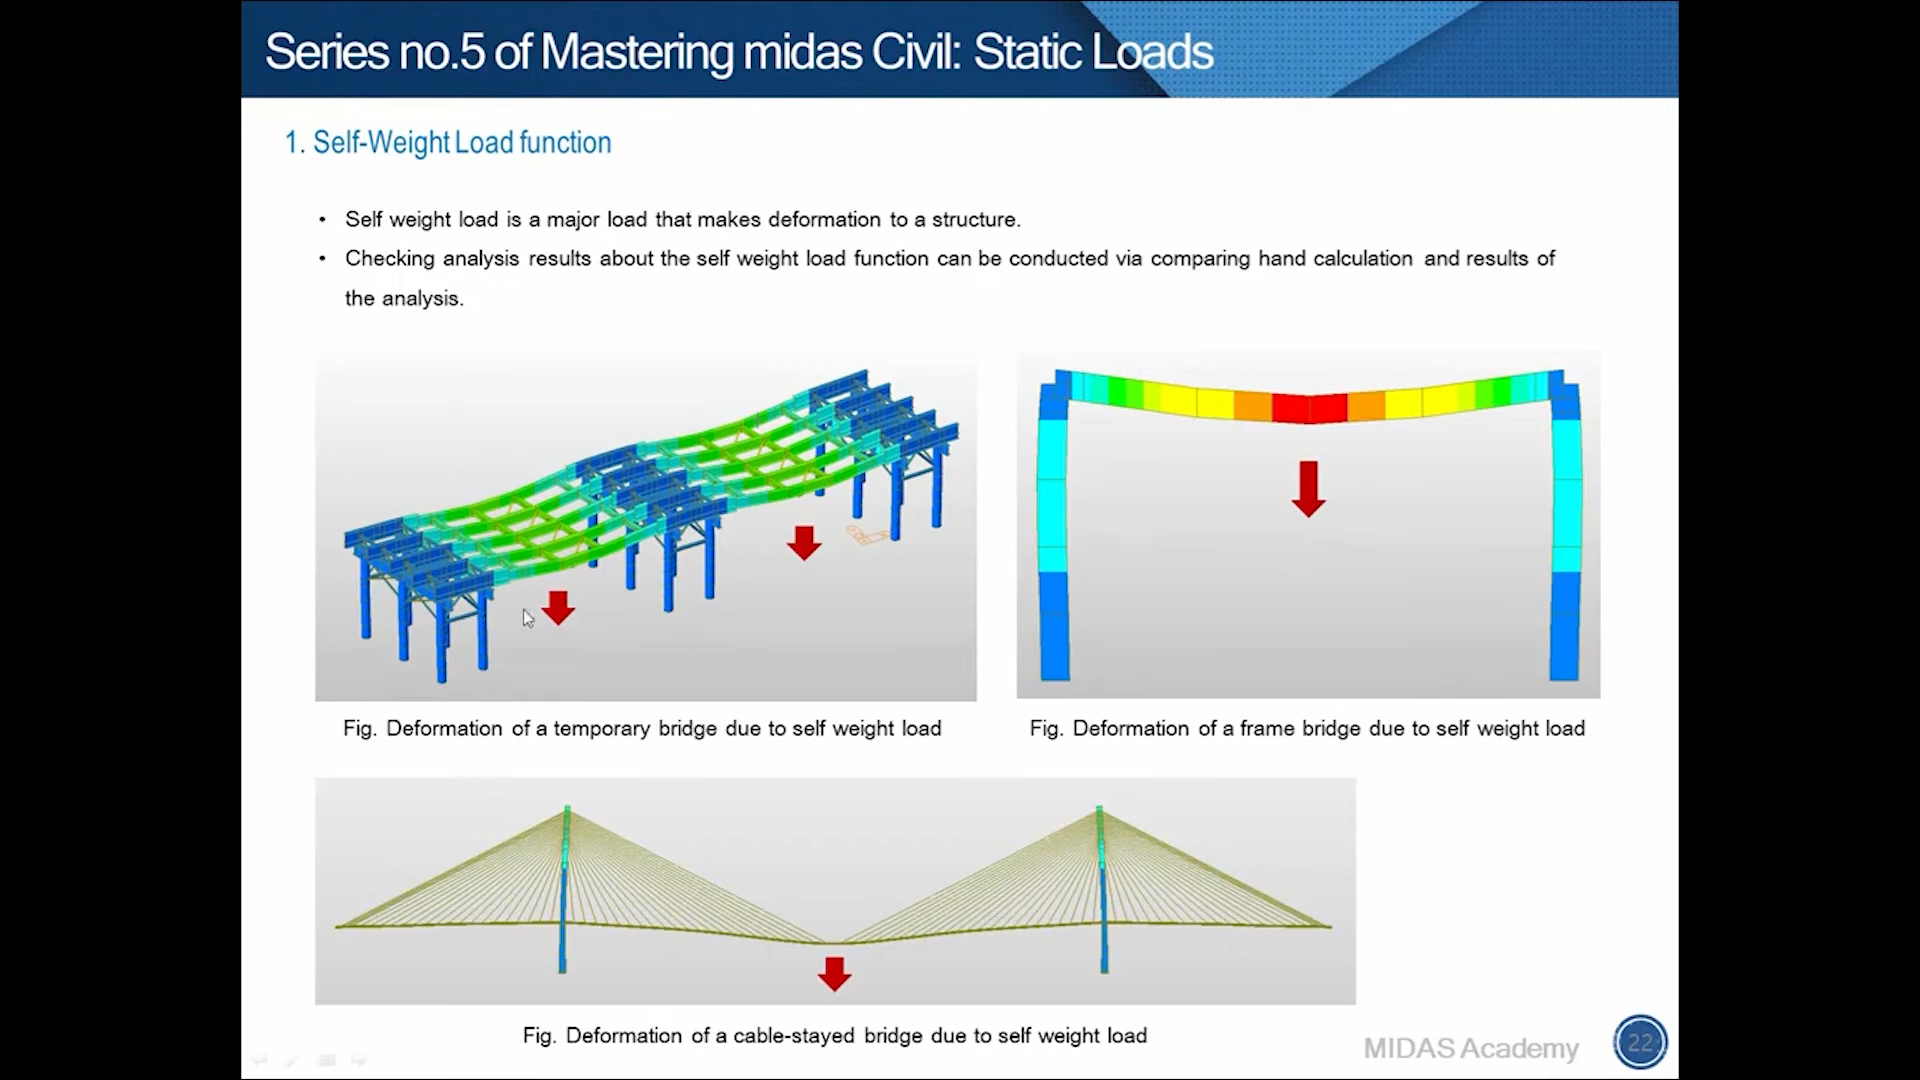 Series no.5 of Mastering midas Civil: Static Loads
1. Self-Weight Load function
• Self weight load is a major load that makes deformation to a structure.
• Checking analysis results about the self weight load function can be conducted via comparing hand calculation and results of
the analysis.
Fig. Deformation of a temporary bridge due to self weight load
Fig. Deformation of a frame bridge due to self weight load
Fig. Deformation of a cable-stayed bridge due to self weight load
MIDAS Academy
22